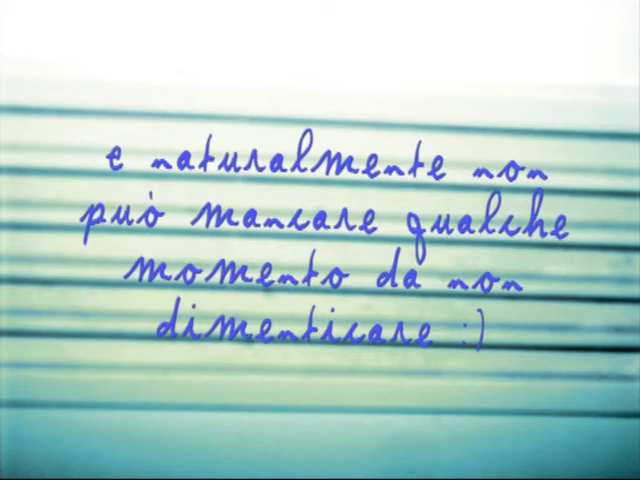 e naturalmente non
può mancare qualche
momento da non
dimenticare :)